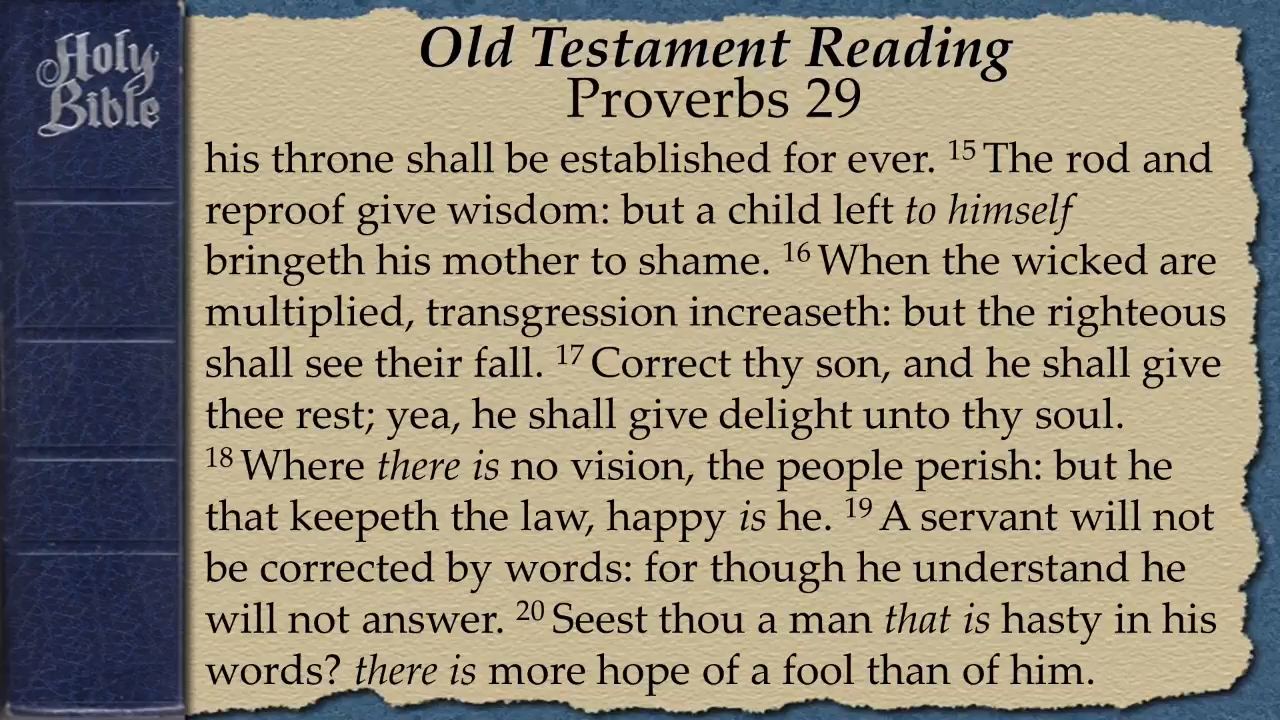 Holy
Bible
Old Testament Reading
Proverbs 29
his throne shall be established for ever. 15 The rod and
reproof give wisdom: but a child left to himself
bringeth his mother to shame. 16 When the wicked are
multiplied, transgression increaseth: but the righteous
shall see their fall. 17 Correct thy son, and he shall give
thee rest; yea, he shall give delight unto thy soul.
18 Where there is no vision, the people perish: but he
that keepeth the law, happy is he. 19 A servant will not
be corrected by words: for though he understand he
will not answer. 20 Seest thou a man that is hasty in his
words? there is more hope of a fool than of him.